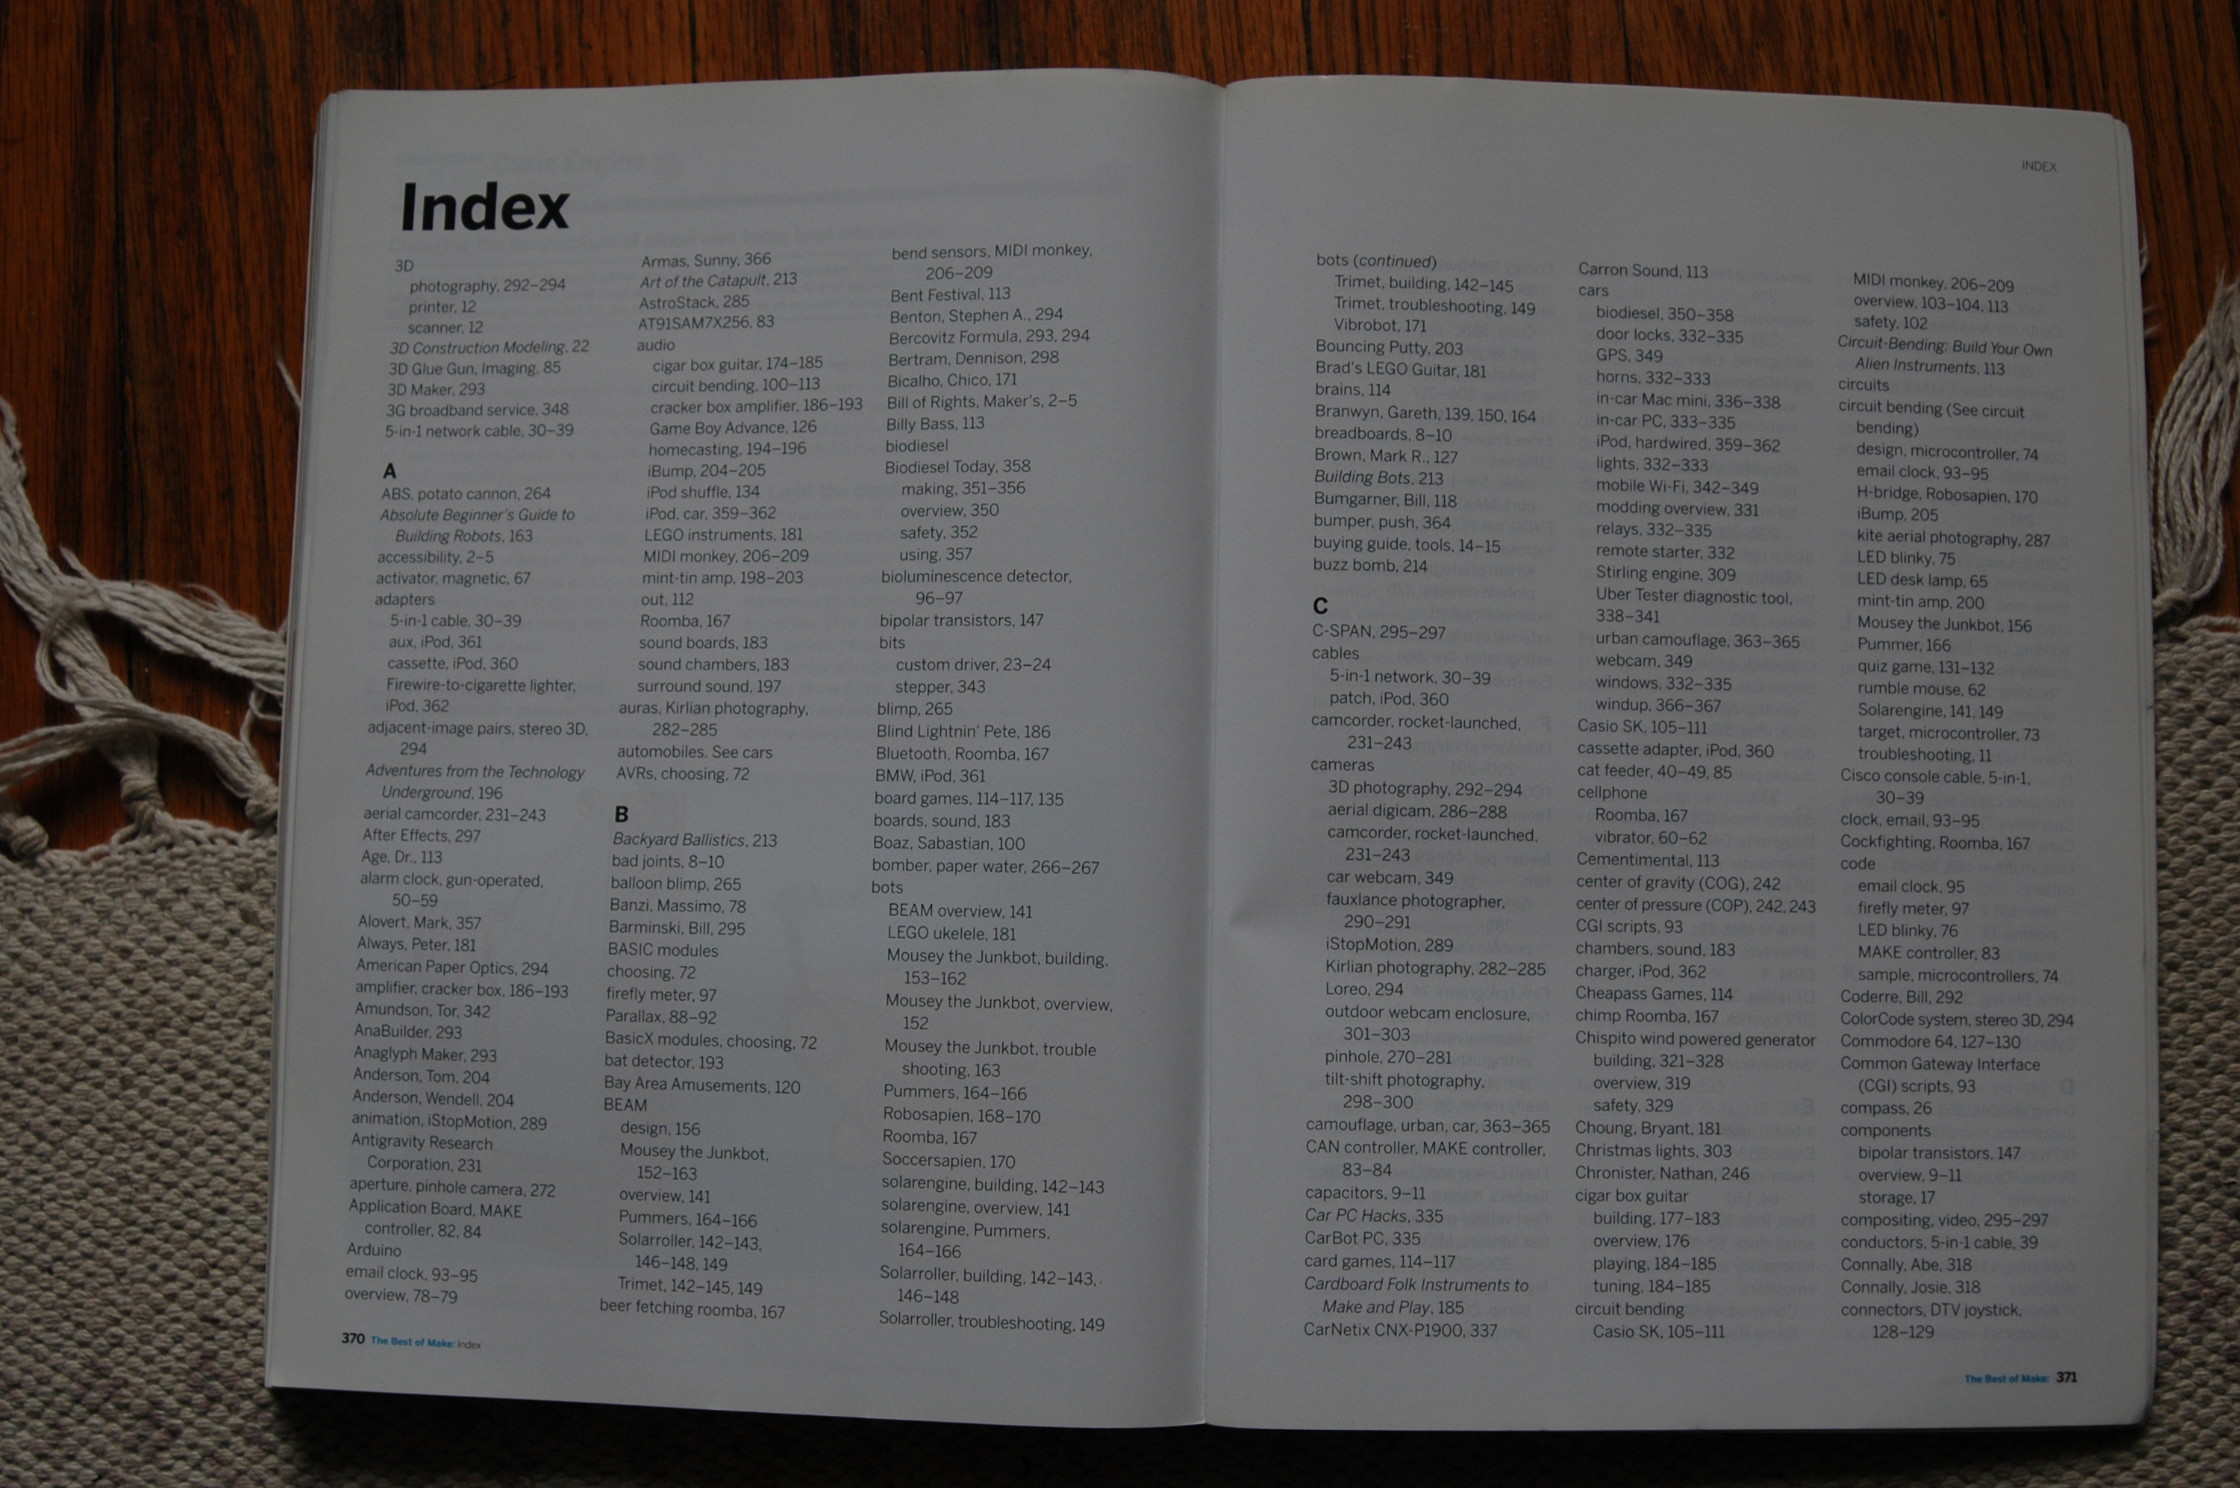 Index
3D
photography, 292–294
printer, 12
scanner, 12
3D Construction Modeling, 22
3D Glue Gun, Imaging, 85
3D Maker, 293
3G broadband service, 348
5-in-1 network cable, 30–39
A
ABS, potato cannon, 264
Absolute Beginner's Guide to
Building Robots, 163
accessibility, 2–5
activator, magnetic, 67
adapters
5-in-1 cable, 30–39
aux, iPod, 361
cassette, iPod, 360
Firewire-to-cigarette lighter,
iPod, 362
adjacent-image pairs, stereo 3D,
294
Adventures from the Technology
Underground, 196
aerial camcorder, 231–243
After Effects, 297
Age, Dr., 113
alarm clock, gun-operated,
50–59
Alovert, Mark, 357
Always, Peter, 181
American Paper Optics, 294
amplifier, cracker box, 186–193
Amundson, Tor, 342
AnaBuilder, 293
Anaglyph Maker, 293
Anderson, Tom, 204
Anderson, Wendell, 204
animation, iStopMotion, 289
Antigravity Research
Corporation, 231
aperture, pinhole camera, 272
Application Board, MAKE
controller, 82, 84
Arduino
email clock, 93–95
overview, 78–79
Armas, Sunny, 366
Art of the Catapult, 213
AstroStack, 285
AT91SAM7X256, 83
audio
cigar box guitar, 174–185
circuit bending, 100–113
cracker box amplifier, 186–193
Game Boy Advance, 126
homecasting, 194–196
iBump, 204–205
iPod shuffle, 134
iPod, car, 359–362
LEGO instruments, 181
MIDI monkey, 206–209
mint-tin amp, 198–203
out, 112
Roomba, 167
sound boards, 183
sound chambers, 183
surround sound, 197
auras, Kirlian photography,
282–285
automobiles. See cars
AVRs, choosing, 72
B
Backyard Ballistics, 213
bad joints, 8–10
balloon blimp, 265
Banzi, Massimo, 78
Barminski, Bill, 295
BASIC modules
choosing, 72
firefly meter, 97
Parallax, 88–92
BasicX modules, choosing, 72
bat detector, 193
Bay Area Amusements, 120
BEAM
design, 156
Mousey the Junkbot,
152–163
overview, 141
Pummers, 164–166
Solarroller, 142–143,
146–148, 149
Trimet, 142–145, 149
beer fetching roomba, 167
bend sensors, MIDI monkey,
206–209
Bent Festival, 113
Benton, Stephen A., 294
Bercovitz Formula, 293, 294
Bertram, Dennison, 298
Bicalho, Chico, 171
Bill of Rights, Maker's, 2–5
Billy Bass, 113
biodiesel
Biodiesel Today, 358
making, 351–356
overview, 350
safety, 352
using, 357
bioluminescence detector,
96–97
bipolar transistors, 147
bits
custom driver, 23–24
stepper, 343
blimp, 265
Blind Lightnin' Pete, 186
Bluetooth, Roomba, 167
BMW, iPod, 361
board games, 114–117, 135
boards, sound, 183
Boaz, Sabastian, 100
bomber, paper water, 266–267
bots
BEAM overview, 141
LEGO ukelele, 181
Mousey the Junkbot, building,
153–162
Mousey the Junkbot, overview,
152
Mousey the Junkbot, trouble
shooting, 163
Pummers, 164–166
Robosapien, 168–170
Roomba, 167
Soccersapien, 170
solarengine, building, 142–143
solarengine, overview, 141
solarengine, Pummers,
164–166
Solarroller, building, 142–143,
146–148
Solarroller, troubleshooting, 149
370 The Best of Make: Index
INDEX
bots (continued)
Trimet, building, 142–145
Trimet, troubleshooting, 149
Vibrobot, 171
Bouncing Putty, 203
Brad's LEGO Guitar, 181
brains, 114
Branwyn, Gareth, 139, 150, 164
breadboards, 8–10
Brown, Mark R., 127
Building Bots, 213
Bumgarner, Bill, 118
bumper, push, 364
buying guide, tools, 14–15
buzz bomb, 214
C
C-SPAN, 295–297
cables
5-in-1 network, 30–39
patch, iPod, 360
camcorder, rocket-launched,
231–243
cameras
3D photography, 292–294
aerial digicam, 286–288
camcorder, rocket-launched,
231–243
car webcam, 349
fauxlance photographer,
290–291
iStopMotion, 289
Kirlian photography, 282–285
Loreo, 294
outdoor webcam enclosure,
301–303
pinhole, 270–281
tilt-shift photography,
298–300
camouflage, urban, car, 363–365
CAN controller, MAKE controller,
83–84
capacitors, 9–11
Car PC Hacks, 335
CarBot PC, 335
card games, 114–117
Cardboard Folk Instruments to
Make and Play, 185
CarNetix CNX-P1900, 337
Carron Sound, 113
cars
biodiesel, 350–358
door locks, 332–335
GPS, 349
horns, 332–333
in-car Mac mini, 336–338
in-car PC, 333–335
iPod, hardwired, 359–362
lights, 332–333
mobile Wi-Fi, 342–349
modding overview, 331
relays, 332–335
remote starter, 332
Stirling engine, 309
Uber Tester diagnostic tool,
338–341
urban camouflage, 363–365
webcam, 349
windows, 332–335
windup, 366–367
Casio SK, 105–111
cassette adapter, iPod, 360
cat feeder, 40–49, 85
cellphone
Roomba, 167
vibrator, 60–62
Cementimental, 113
center of gravity (COG), 242
center of pressure (COP), 242, 243
CGI scripts, 93
chambers, sound, 183
charger, iPod, 362
Cheapass Games, 114
chimp Roomba, 167
Chispito wind powered generator
building, 321–328
overview, 319
safety, 329
Choung, Bryant, 181
Christmas lights, 303
Chronister, Nathan, 246
cigar box guitar
building, 177–183
overview, 176
playing, 184–185
tuning, 184–185
circuit bending
Casio SK, 105–111
MIDI monkey, 206–209
overview, 103–104, 113
safety, 102
Circuit-Bending: Build Your Own
Alien Instruments, 113
circuits
circuit bending (See circuit
bending)
design, microcontroller, 74
email clock, 93–95
H-bridge, Robosapien, 170
iBump, 205
kite aerial photography, 287
LED blinky, 75
LED desk lamp, 65
mint-tin amp, 200
Mousey the Junkbot, 156
Pummer, 166
quiz game, 131–132
rumble mouse, 62
Solarengine, 141, 149
target, microcontroller, 73
troubleshooting, 11
Cisco console cable, 5-in-1,
30–39
clock, email, 93–95
Cockfighting, Roomba, 167
code
email clock, 95
firefly meter, 97
LED blinky, 76
MAKE controller, 83
sample, microcontrollers, 74
Coderre, Bill, 292
ColorCode system, stereo 3D, 294
Commodore 64, 127–130
Common Gateway Interface
(CGI) scripts, 93
compass, 26
components
bipolar transistors, 147
overview, 9–11
storage, 17
compositing, video, 295–297
conductors, 5-in-1 cable, 39
Connally, Abe, 318
Connally, Josie, 318
connectors, DTV joystick,
128–129
The Best of Make: 371